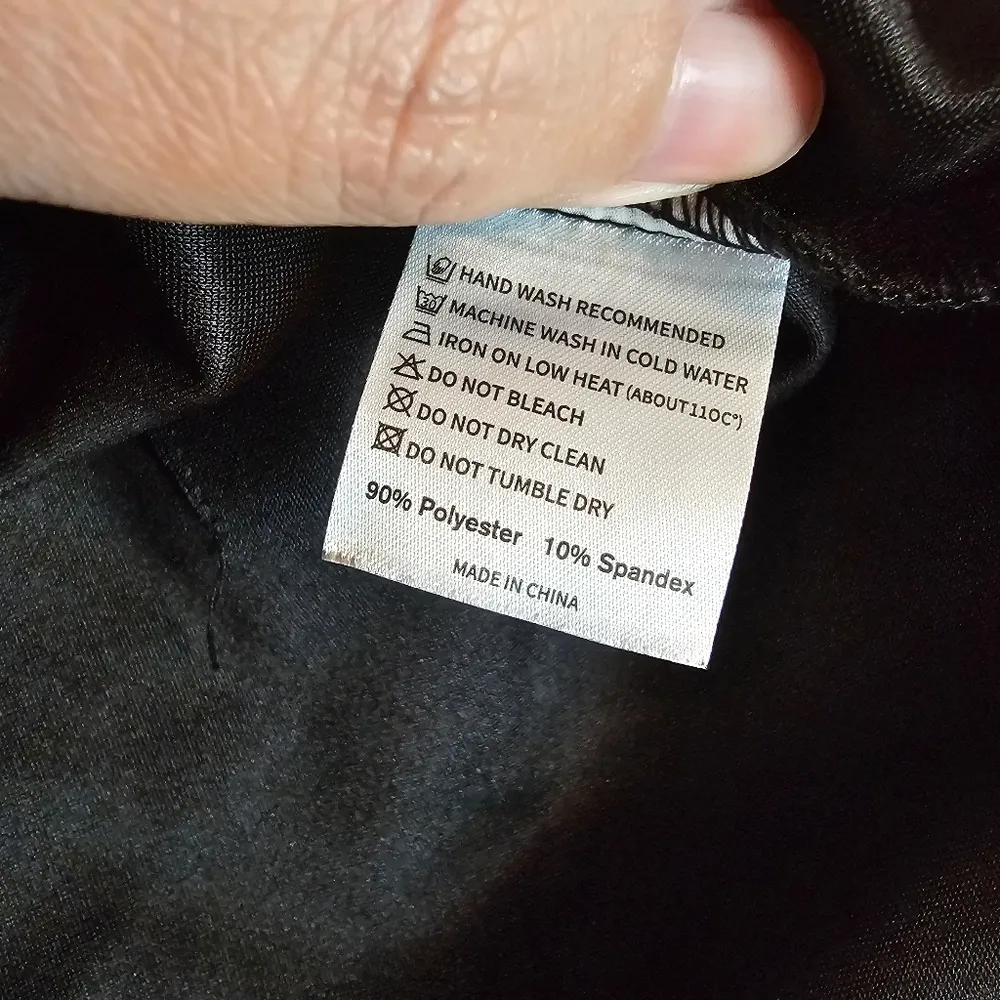 HAND WASH RECOMMENDED
30 MACHINE WASH IN COLD WATER
IRON ON LOW HEAT (ABOUT110C°)
DO NOT BLEACH
DO NOT DRY CLEAN
DO NOT TUMBLE DRY
90% Polyester 10% Spandex
MADE IN CHINA